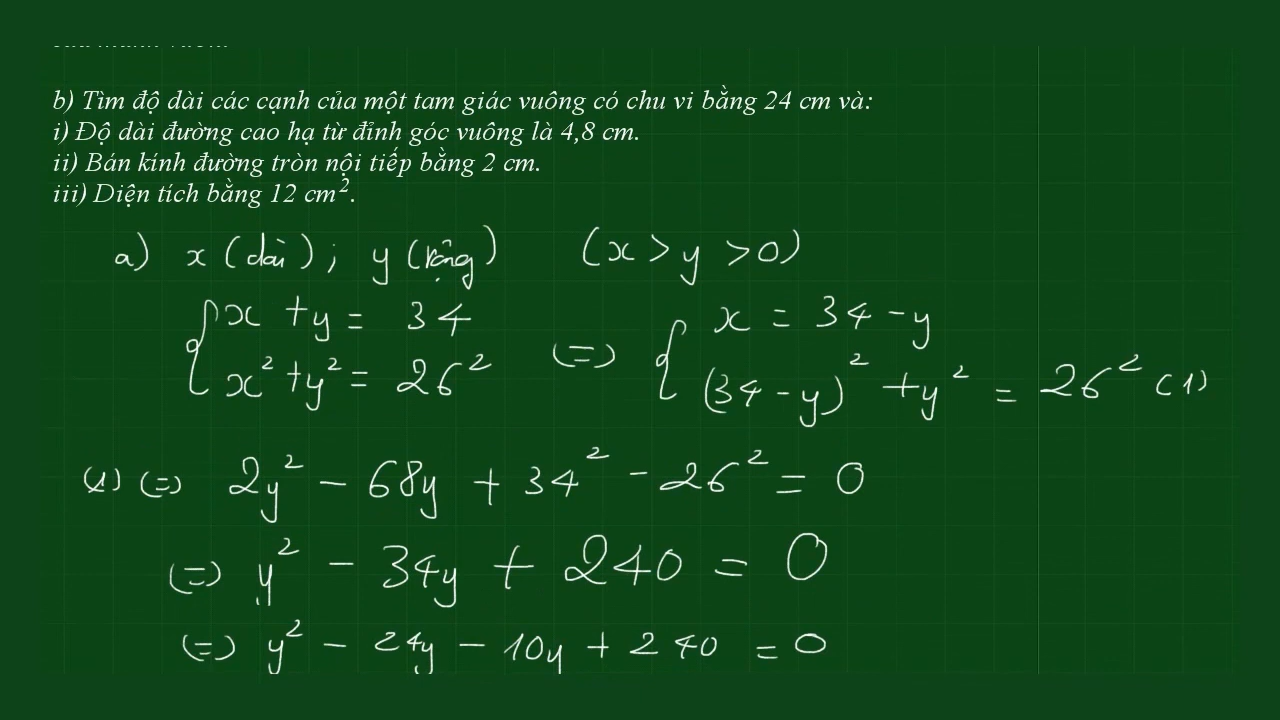 b) Tìm độ dài các cạnh của một tam giác vuông có chu vi bằng 24 cm và:
i) Độ dài đường cao hạ từ đỉnh góc vuông là 4,8 cm.
ii) Bán kính đường tròn nội tiếp bằng 2 cm.
iii) Diện tích bằng 12 cm².
a) x (dài) ; y (rộng) (x > y > 0)
{ x + y = 34 (=) { x = 34 - y
{ x² + y² = 26² { (34 - y)² + y² = 26² (1)
(1) (=) 2y² - 68y + 34² - 26² = 0
(=) y² - 34y + 240 = 0
(=) y² - 24y - 10y + 240 = 0